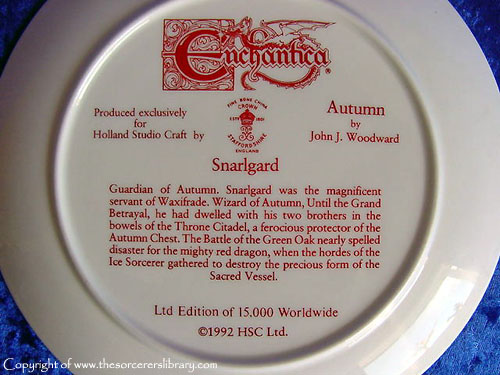 Enchantica®
Produced exclusively
for
Holland Studio Craft by
FINE BONE CHINA
CROWN
ESTD 1801
STAFFORDSHIRE
ENGLAND
Autumn
by
John J. Woodward
Snarlgard
Guardian of Autumn. Snarlgard was the magnificent
servant of Waxifrade. Wizard of Autumn, Until the Grand
Betrayal, he had dwelled with his two brothers in the
bowels of the Throne Citadel, a ferocious protector of the
Autumn Chest. The Battle of the Green Oak nearly spelled
disaster for the mighty red dragon, when the hordes of the
Ice Sorcerer gathered to destroy the precious form of the
Sacred Vessel.
Ltd Edition of 15,000 Worldwide
©1992 HSC Ltd.
Copyright of www.thesorcererslibrary.com